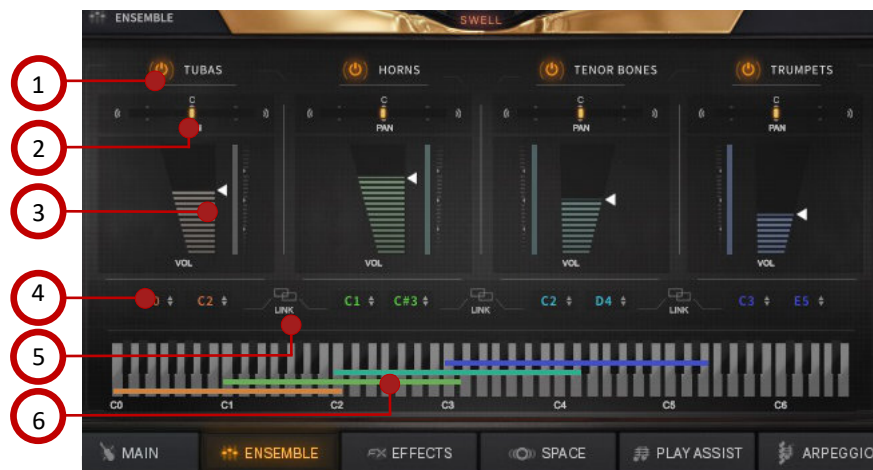 ENSEMBLE
SWELL
1
TUBAS
HORNS
TENOR BONES
TRUMPETS
C
C
C
C
2
PAN
PAN
PAN
3
VOL
VOL
VOL
VOL
4
C2
C1
C#3
C2
D4
C3
E5
LINK
LINK
LINK
5
6
C0
C1
C2
C3
C4
C5
C6
MAIN
ENSEMBLE
FX EFFECTS
SPACE
PLAY ASSIST
ARPEGGIO